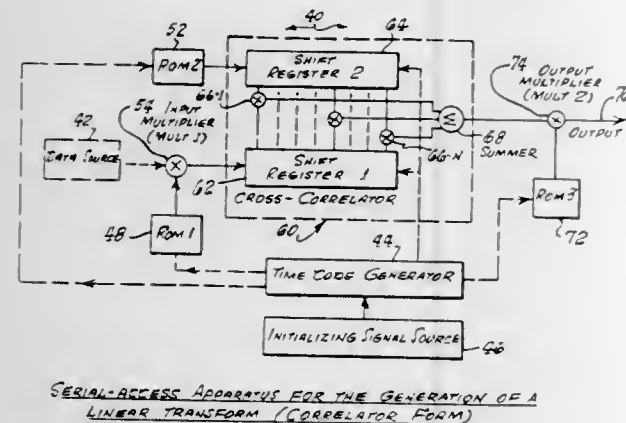 40
52
64
ROM 2
SHIFT
REGISTER 2
74
OUTPUT
MULTIPLIER
(MULT 2)
76
OUTPUT
54
INPUT
MULTIPLIER
(MULT 1)
66-1
Σ
68
SUMMER
42
DATA SOURCE
66-N
62
SHIFT
REGISTER 1
CROSS-CORRELATOR
60
ROM 3
72
48
ROM 1
44
TIME CODE GENERATOR
INITIALIZING SIGNAL SOURCE
46
SERIAL-ACCESS APPARATUS FOR THE GENERATION OF A
LINEAR TRANSFORM (CORRELATOR FORM)